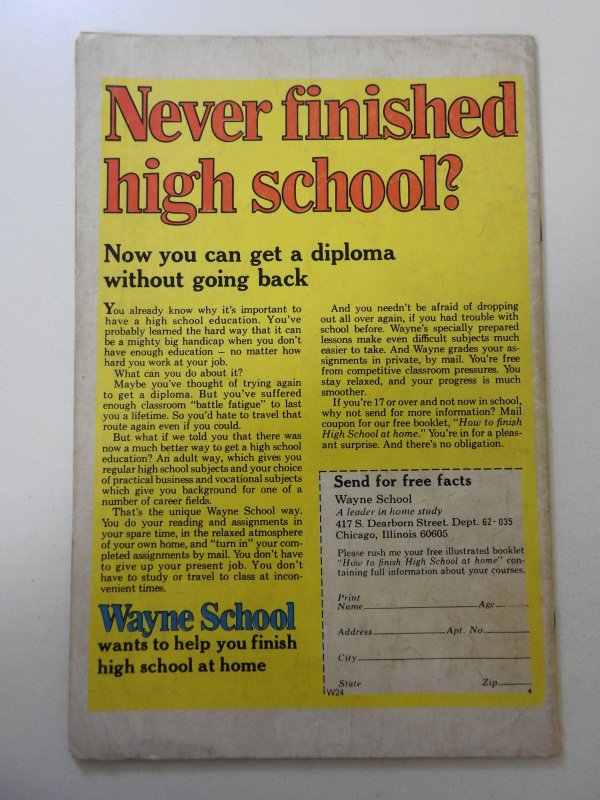 Never finished
high school?
Now you can get a diploma
without going back
You already know why it's important to
have a high school education. You've
probably learned the hard way that it can
be a mighty big handicap when you don't
have enough education – no matter how
hard you work at your job.
What can you do about it?
Maybe you've thought of trying again
to get a diploma. But you've suffered
enough classroom "battle fatigue" to last
you a lifetime. So you'd hate to travel that
route again even if you could.
But what if we told you that there was
now a much better way to get a high school
education? An adult way, which gives you
regular high school subjects and your choice
of practical business and vocational subjects
which give you background for one of a
number of career fields.
That's the unique Wayne School way.
You do your reading and assignments in
your spare time, in the relaxed atmosphere
of your own home, and "turn in" your com-
pleted assignments by mail. You don't have
to give up your present job. You don't
have to study or travel to class at incon-
venient times.
Wayne School
wants to help you finish
high school at home
And you needn't be afraid of dropping
out all over again, if you had trouble with
school before. Wayne's specially prepared
lessons make even difficult subjects much
easier to take. And Wayne grades your as-
signments in private, by mail. You're free
from competitive classroom pressures. You
stay relaxed, and your progress is much
smoother.
If you're 17 or over and not now in school,
why not send for more information? Mail
coupon for our free booklet, "How to finish
High School at home." You're in for a pleas-
ant surprise. And there's no obligation.
Send for free facts
Wayne School
A leader in home study
417 S. Dearborn Street. Dept. 62-035
Chicago, Illinois 60605
Please rush me your free illustrated booklet
"How to finish High School at home" con-
taining full information about your courses.
Print
Name Age
Address Apt. No.
City
State Zip
W24 4